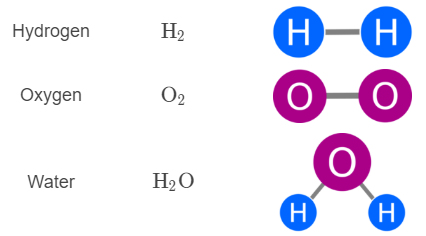 Hydrogen H₂ H H
Oxygen O₂ O O
O
Water H₂O
H H